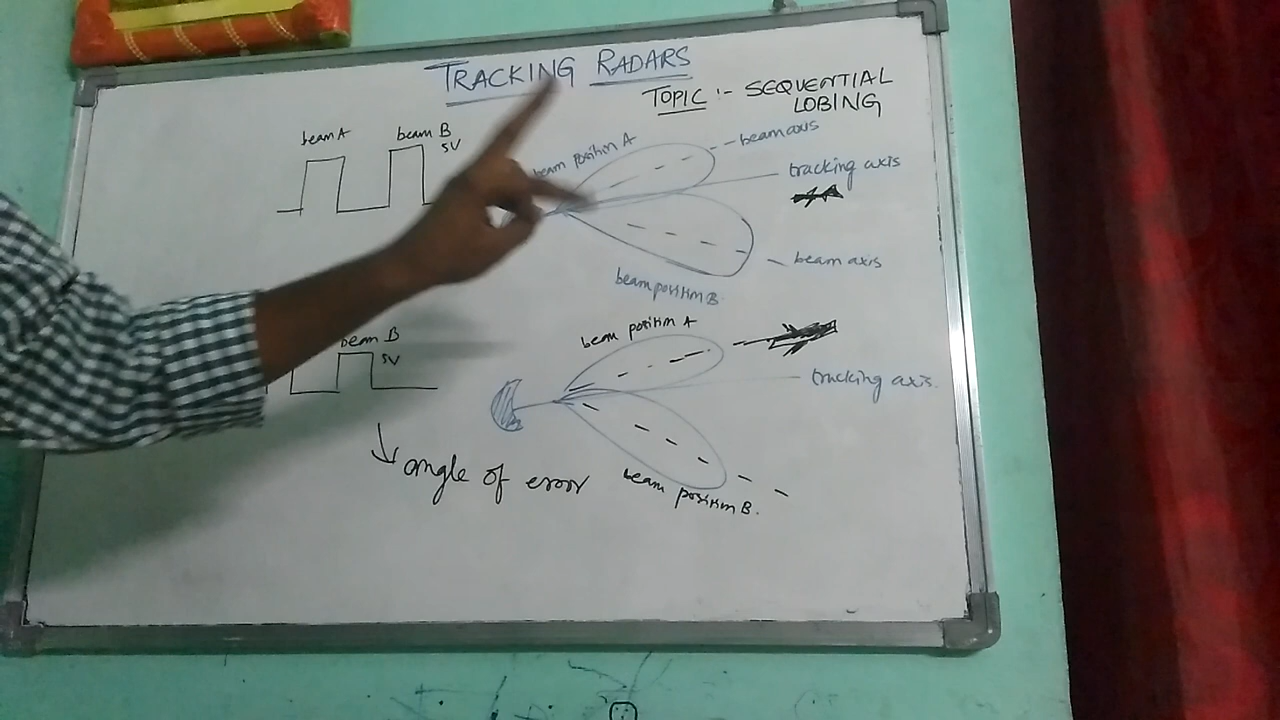 TRACKING RADARS
TOPIC :- SEQUENTIAL
LOBING
beam A
beam B
5V
beam position A
beam axis
tracking axis
beam axis
beam position B
beam B
5V
beam position A
tracking axis.
beam position B.
angle of error